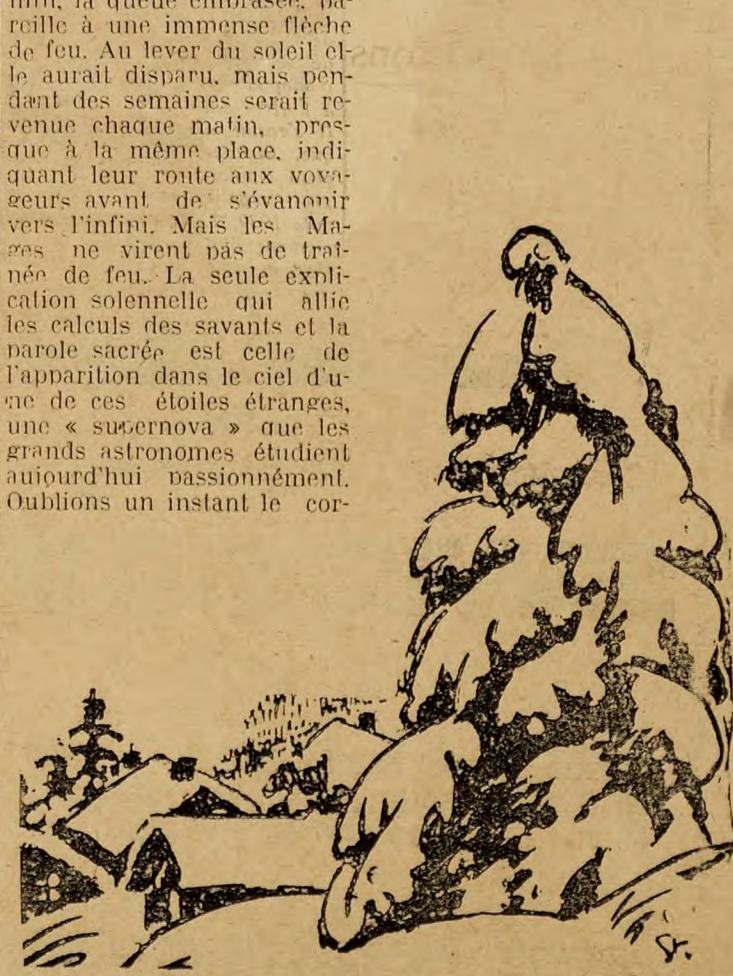 la queue embrasée, pa-
reille à une immense flèche
de feu. Au lever du soleil el-
le aurait disparu, mais pen-
dant des semaines serait re-
venue chaque matin, pres-
que à la même place, indi-
quant leur route aux voya-
geurs avant de s'évanouir
vers l'infini. Mais les Ma-
ges ne virent pas de traî-
née de feu. La seule expli-
cation solennelle qui allie
les calculs des savants et la
parole sacrée est celle de
l'apparition dans le ciel d'u-
ne de ces étoiles étranges,
une « supernova » que les
grands astronomes étudient
aujourd'hui passionnément.
Oublions un instant le cor-